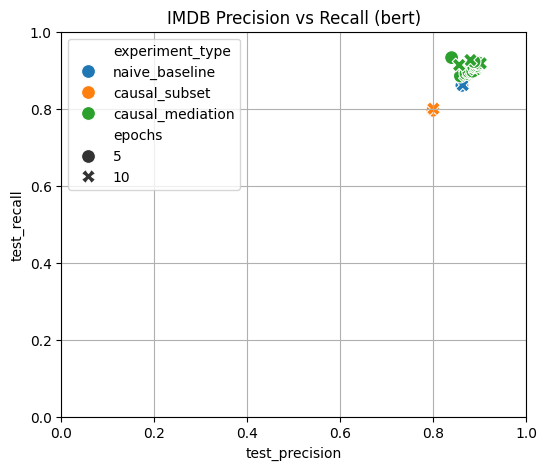 IMDB Precision vs Recall (bert)
experiment_type
naive_baseline
causal_subset
causal_mediation
epochs
5
10
1.0
0.8
0.6
0.4
0.2
0.0
test_recall
0.0 0.2 0.4 0.6 0.8 1.0
test_precision